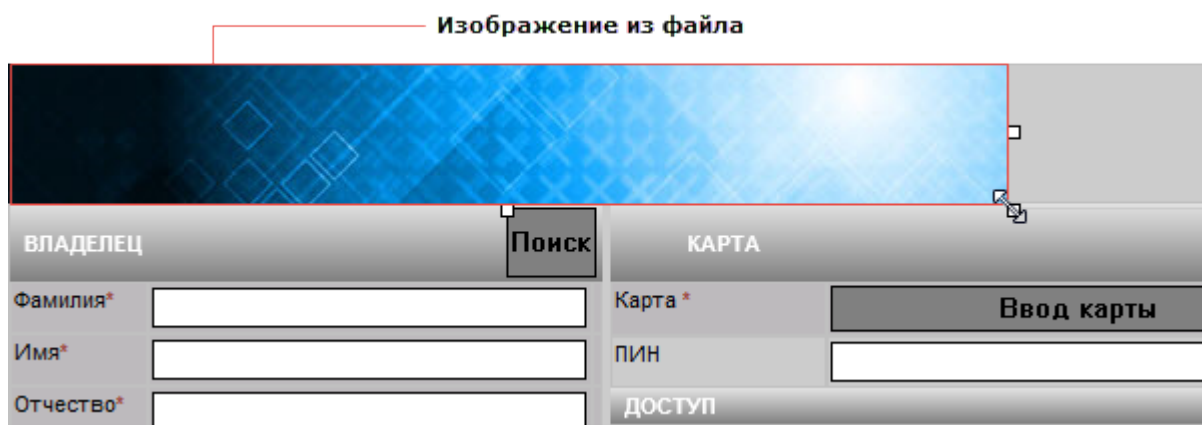 Изображение из файла
ВЛАДЕЛЕЦ
Поиск
КАРТА
Фамилия*
Карта *
Ввод карты
Имя*
ПИН
Отчество*
ДОСТУП